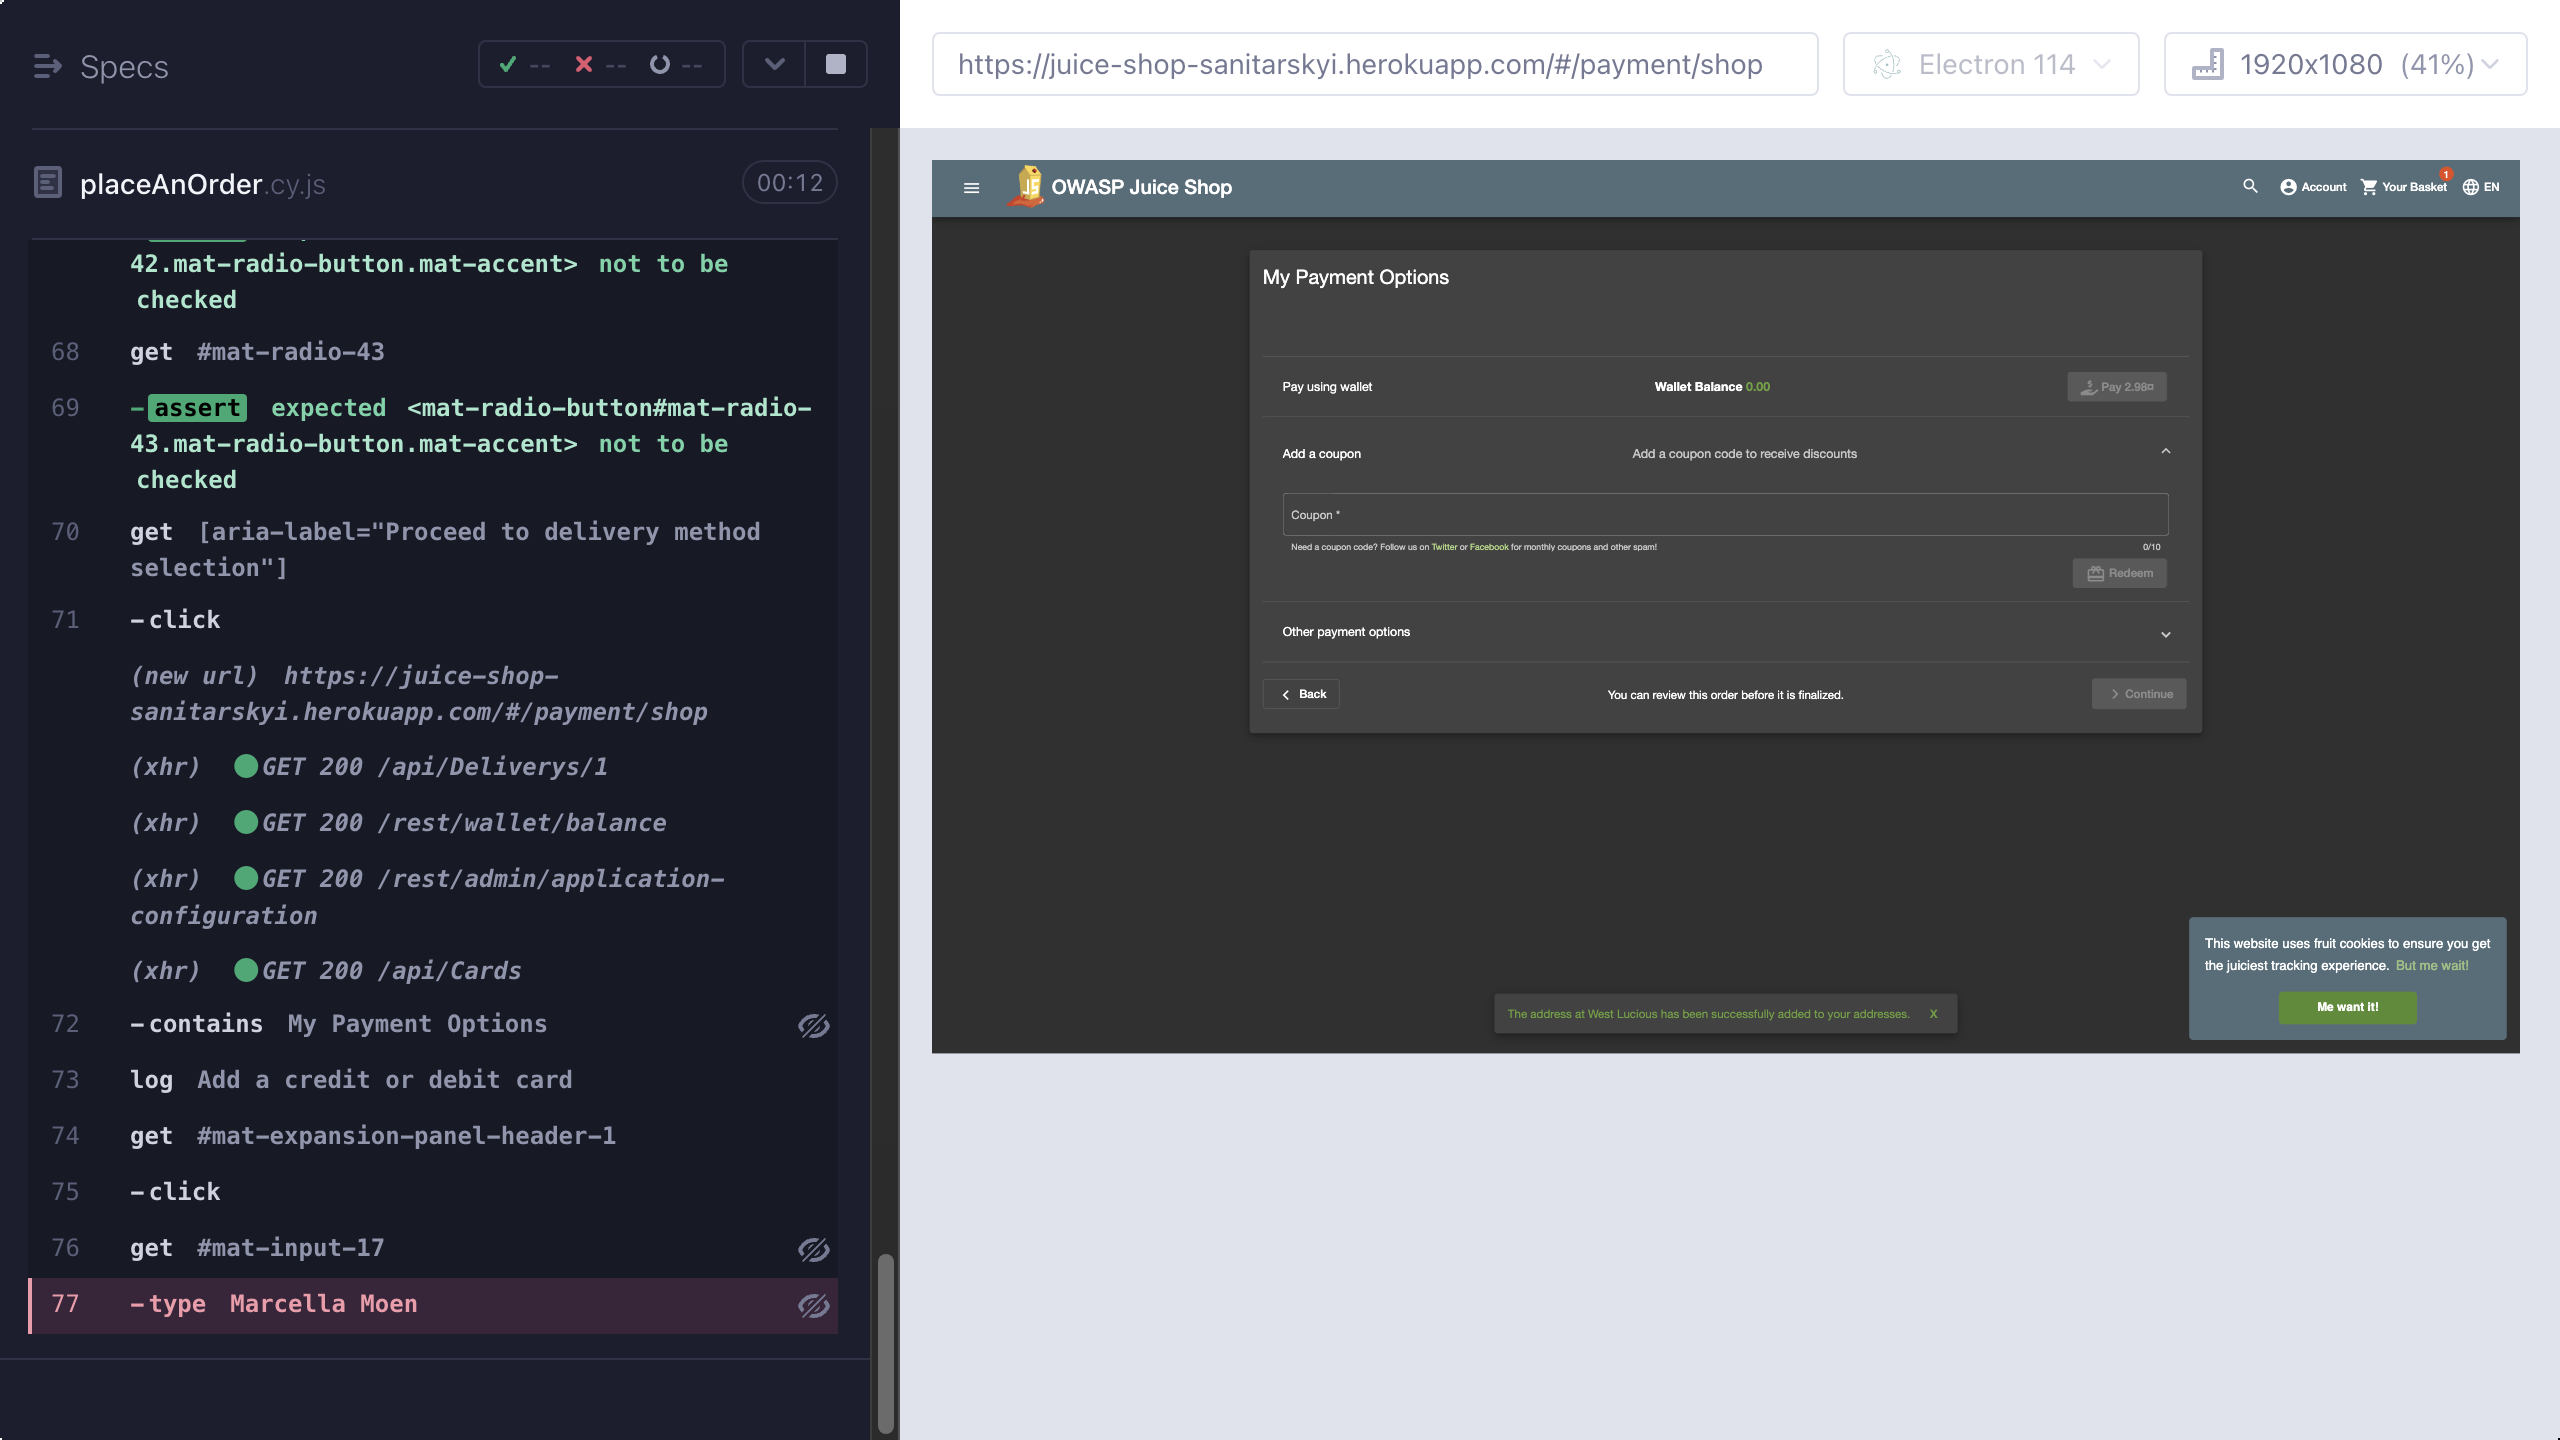 Specs
--
--
--
placeAnOrder.cy.js
00:12
42.mat-radio-button.mat-accent> not to be
checked
68 get #mat-radio-43
69 -assert expected <mat-radio-button#mat-radio-
43.mat-radio-button.mat-accent> not to be
checked
70 get [aria-label="Proceed to delivery method
selection"]
71 -click
(new url) https://juice-shop-
sanitarskyi.herokuapp.com/#/payment/shop
(xhr) GET 200 /api/Deliverys/1
(xhr) GET 200 /rest/wallet/balance
(xhr) GET 200 /rest/admin/application-
configuration
(xhr) GET 200 /api/Cards
72 -contains My Payment Options
73 log Add a credit or debit card
74 get #mat-expansion-panel-header-1
75 -click
76 get #mat-input-17
77 -type Marcella Moen
https://juice-shop-sanitarskyi.herokuapp.com/#/payment/shop
Electron 114
1920x1080 (41%)
OWASP Juice Shop
Account
Your Basket
1
EN
My Payment Options
Pay using wallet
Wallet Balance 0.00
Pay 2.98¤
Add a coupon
Add a coupon code to receive discounts
Coupon *
Need a coupon code? Follow us on Twitter or Facebook for monthly coupons and other spam!
0/10
Redeem
Other payment options
Back
You can review this order before it is finalized.
Continue
The address at West Lucious has been successfully added to your addresses.
X
This website uses fruit cookies to ensure you get
the juiciest tracking experience. But me wait!
Me want it!